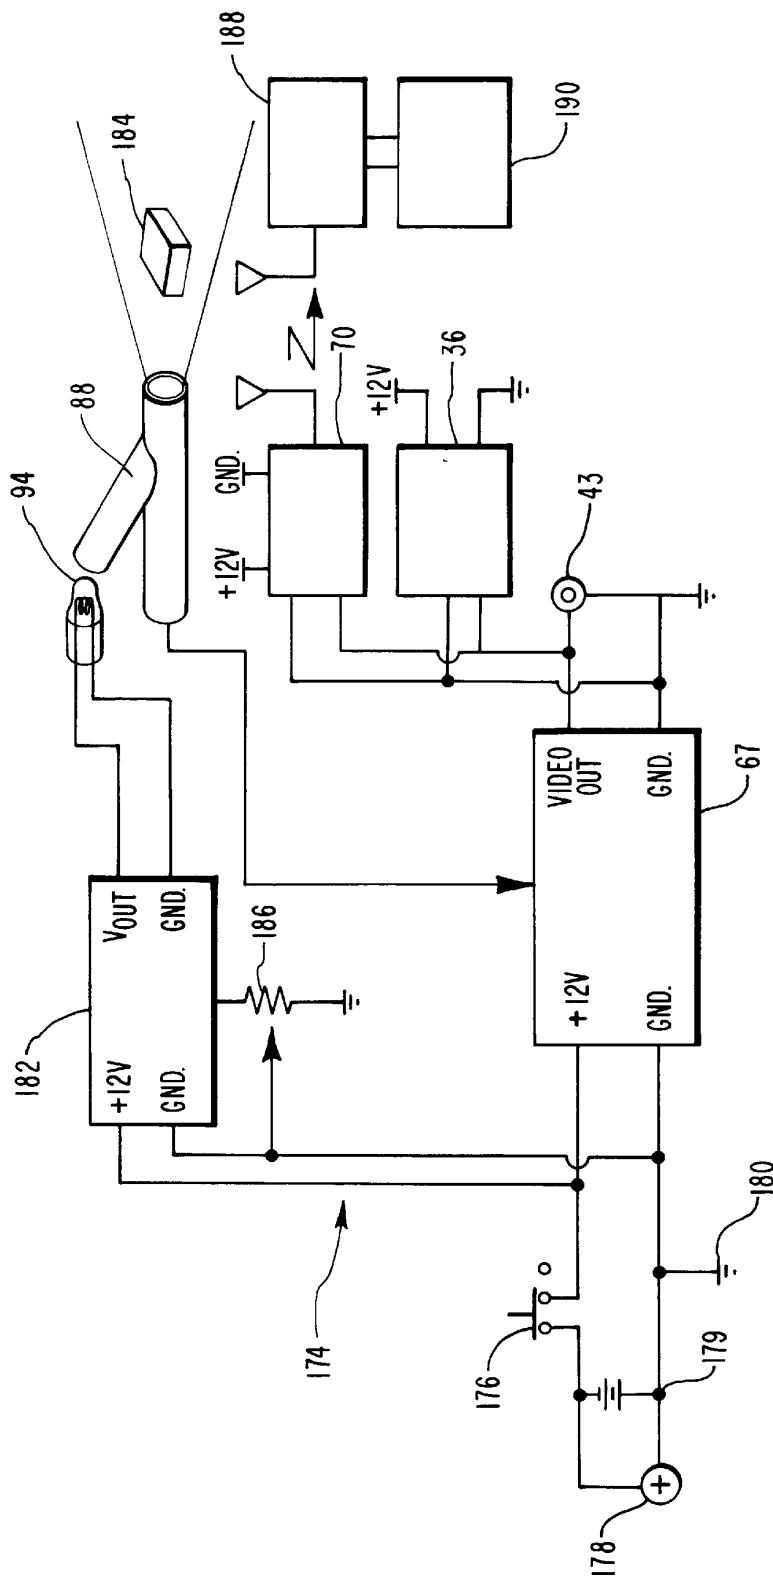 94
88
184
188
190
182
+12V
GND.
VOUT
GND.
186
174
+12V
GND.
70
+12V
36
43
176
178
179
180
+12V
GND.
VIDEO
OUT
GND.
67